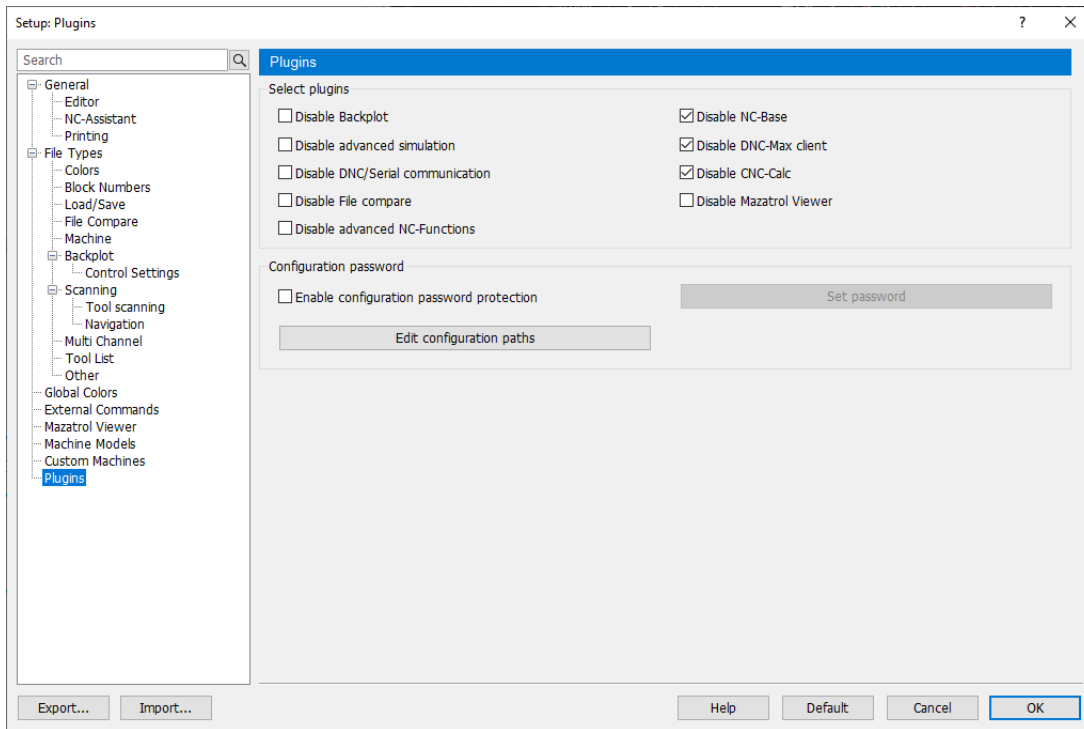 Setup: Plugins
?
Search
General
Editor
NC-Assistant
Printing
File Types
Colors
Block Numbers
Load/Save
File Compare
Machine
Backplot
Control Settings
Scanning
Tool scanning
Navigation
Multi Channel
Tool List
Other
Global Colors
External Commands
Mazatrol Viewer
Machine Models
Custom Machines
Plugins
Plugins
Select plugins
Disable Backplot
Disable advanced simulation
Disable DNC/Serial communication
Disable File compare
Disable advanced NC-Functions
Disable NC-Base
Disable DNC-Max client
Disable CNC-Calc
Disable Mazatrol Viewer
Configuration password
Enable configuration password protection
Set password
Edit configuration paths
Export...
Import...
Help
Default
Cancel
OK